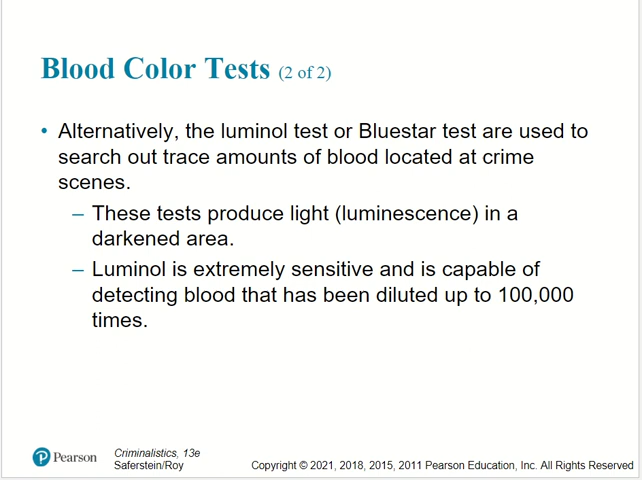 Blood Color Tests (2 of 2)
• Alternatively, the luminol test or Bluestar test are used to
search out trace amounts of blood located at crime
scenes.
– These tests produce light (luminescence) in a
darkened area.
– Luminol is extremely sensitive and is capable of
detecting blood that has been diluted up to 100,000
times.
Pearson
Criminalistics, 13e
Saferstein/Roy
Copyright © 2021, 2018, 2015, 2011 Pearson Education, Inc. All Rights Reserved